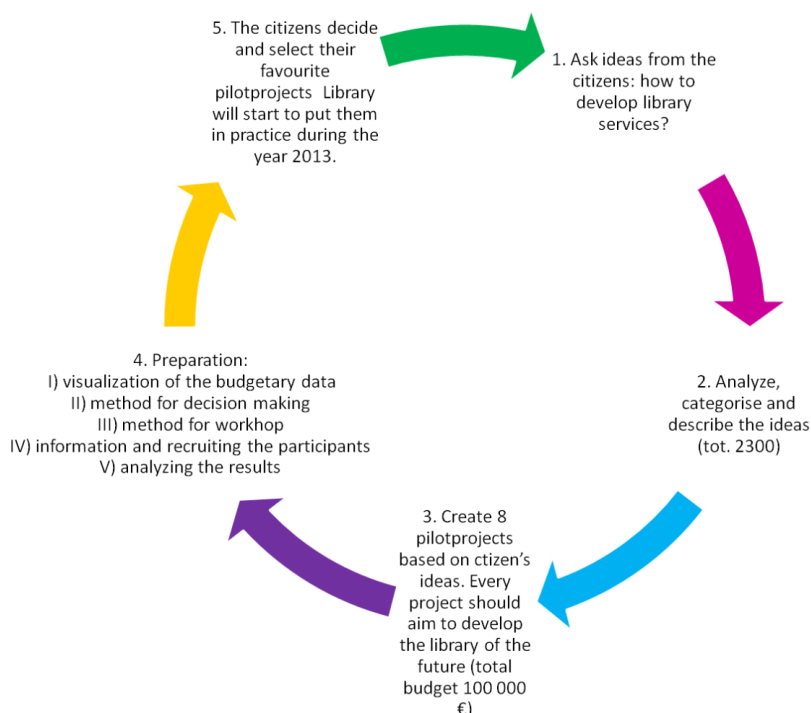 1. Ask ideas from the
citizens: how to
develop library
services?
2. Analyze,
categorise and
describe the ideas
(tot. 2300)
3. Create 8
pilotprojects
based on ctizen’s
ideas. Every
project should
aim to develop
the library of the
future (total
budget 100 000
€)
4. Preparation:
I) visualization of the budgetary data
II) method for decision making
III) method for workhop
IV) information and recruiting the participants
V) analyzing the results
5. The citizens decide
and select their
favourite
pilotprojects Library
will start to put them
in practice during the
year 2013.